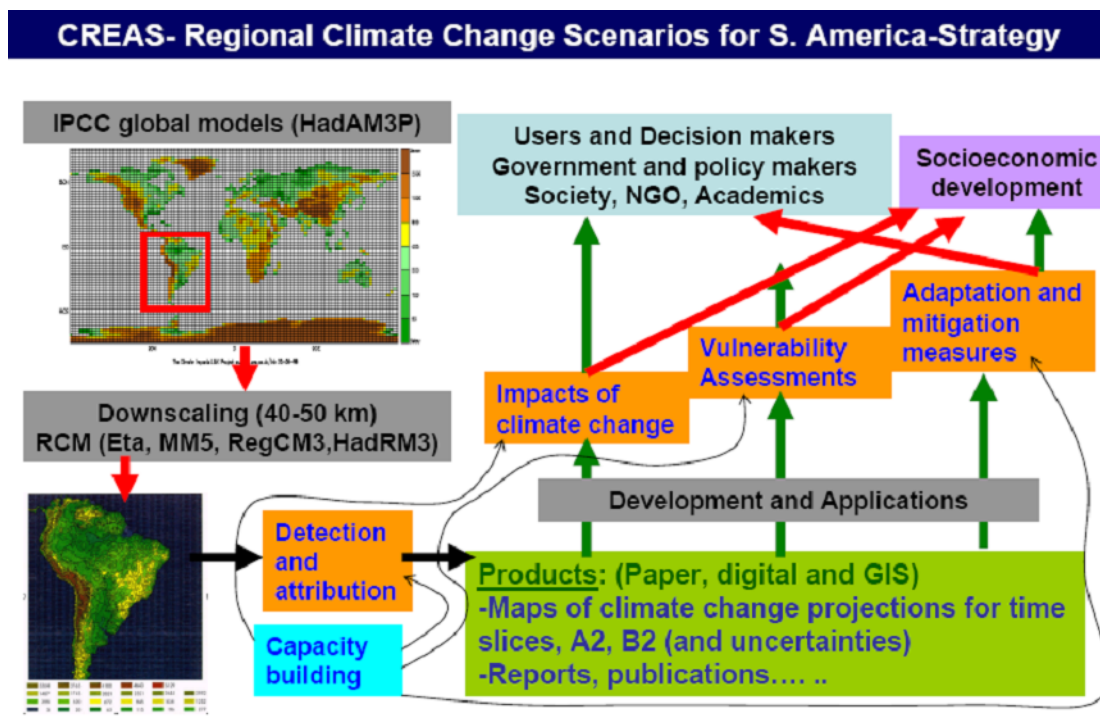 CREAS- Regional Climate Change Scenarios for S. America-Strategy
IPCC global models (HadAM3P)
Users and Decision makers
Government and policy makers
Society, NGO, Academics
Socioeconomic
development
Adaptation and
mitigation
measures
Vulnerability
Assessments
Impacts of
climate change
Downscaling (40-50 km)
RCM (Eta, MM5, RegCM3,HadRM3)
Development and Applications
Detection
and
attribution
Products: (Paper, digital and GIS)
-Maps of climate change projections for time
slices, A2, B2 (and uncertainties)
-Reports, publications.... ..
Capacity
building